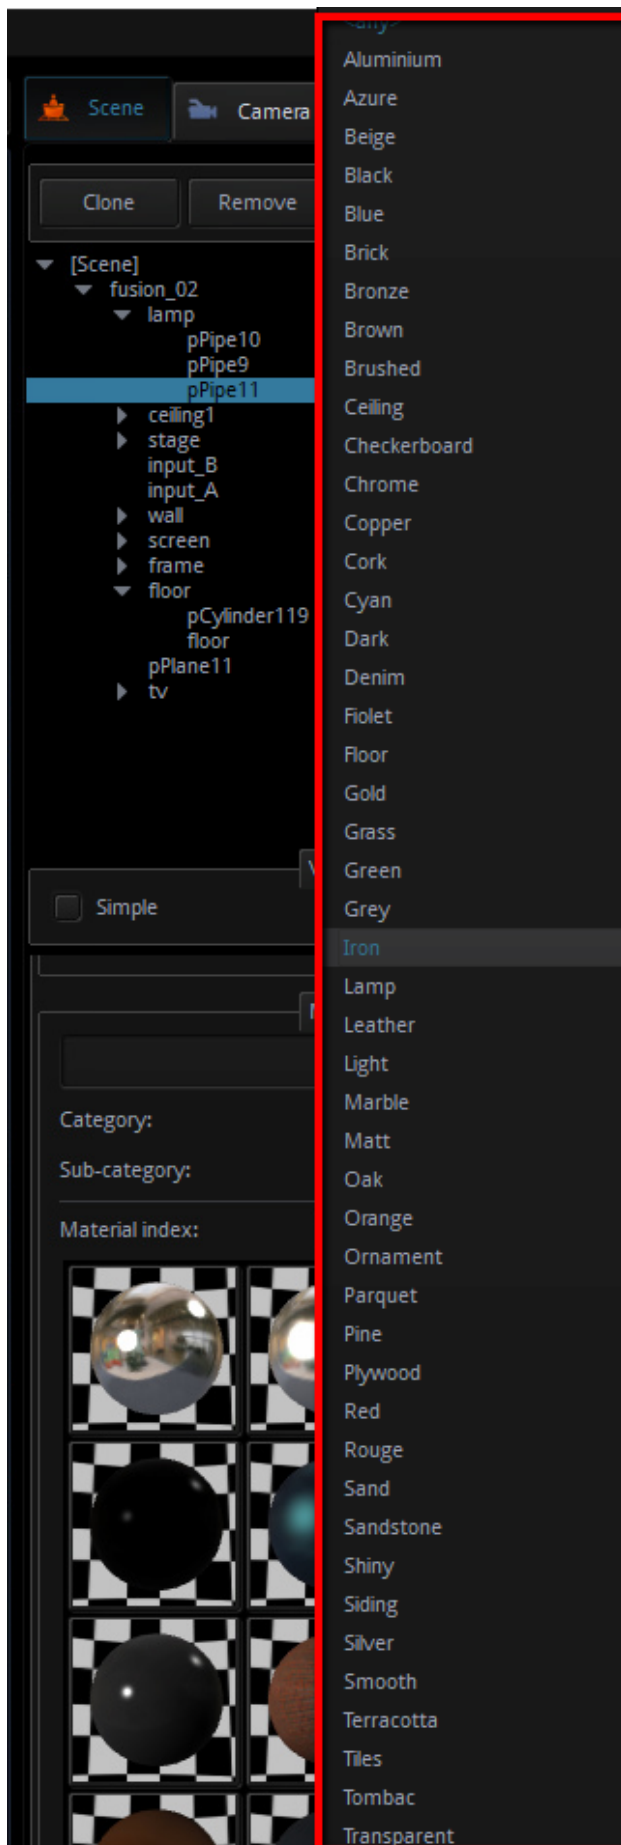 Scene
Camera
Clone
Remove
[Scene]
fusion_02
lamp
pPipe10
pPipe9
pPipe11
ceiling1
stage
input_B
input_A
wall
screen
frame
floor
pCylinder119
floor
pPlane11
tv
Simple
Category:
Sub-category:
Material index:
<any>
Aluminium
Azure
Beige
Black
Blue
Brick
Bronze
Brown
Brushed
Ceiling
Checkerboard
Chrome
Copper
Cork
Cyan
Dark
Denim
Fiolet
Floor
Gold
Grass
Green
Grey
Iron
Lamp
Leather
Light
Marble
Matt
Oak
Orange
Ornament
Parquet
Pine
Plywood
Red
Rouge
Sand
Sandstone
Shiny
Siding
Silver
Smooth
Terracotta
Tiles
Tombac
Transparent